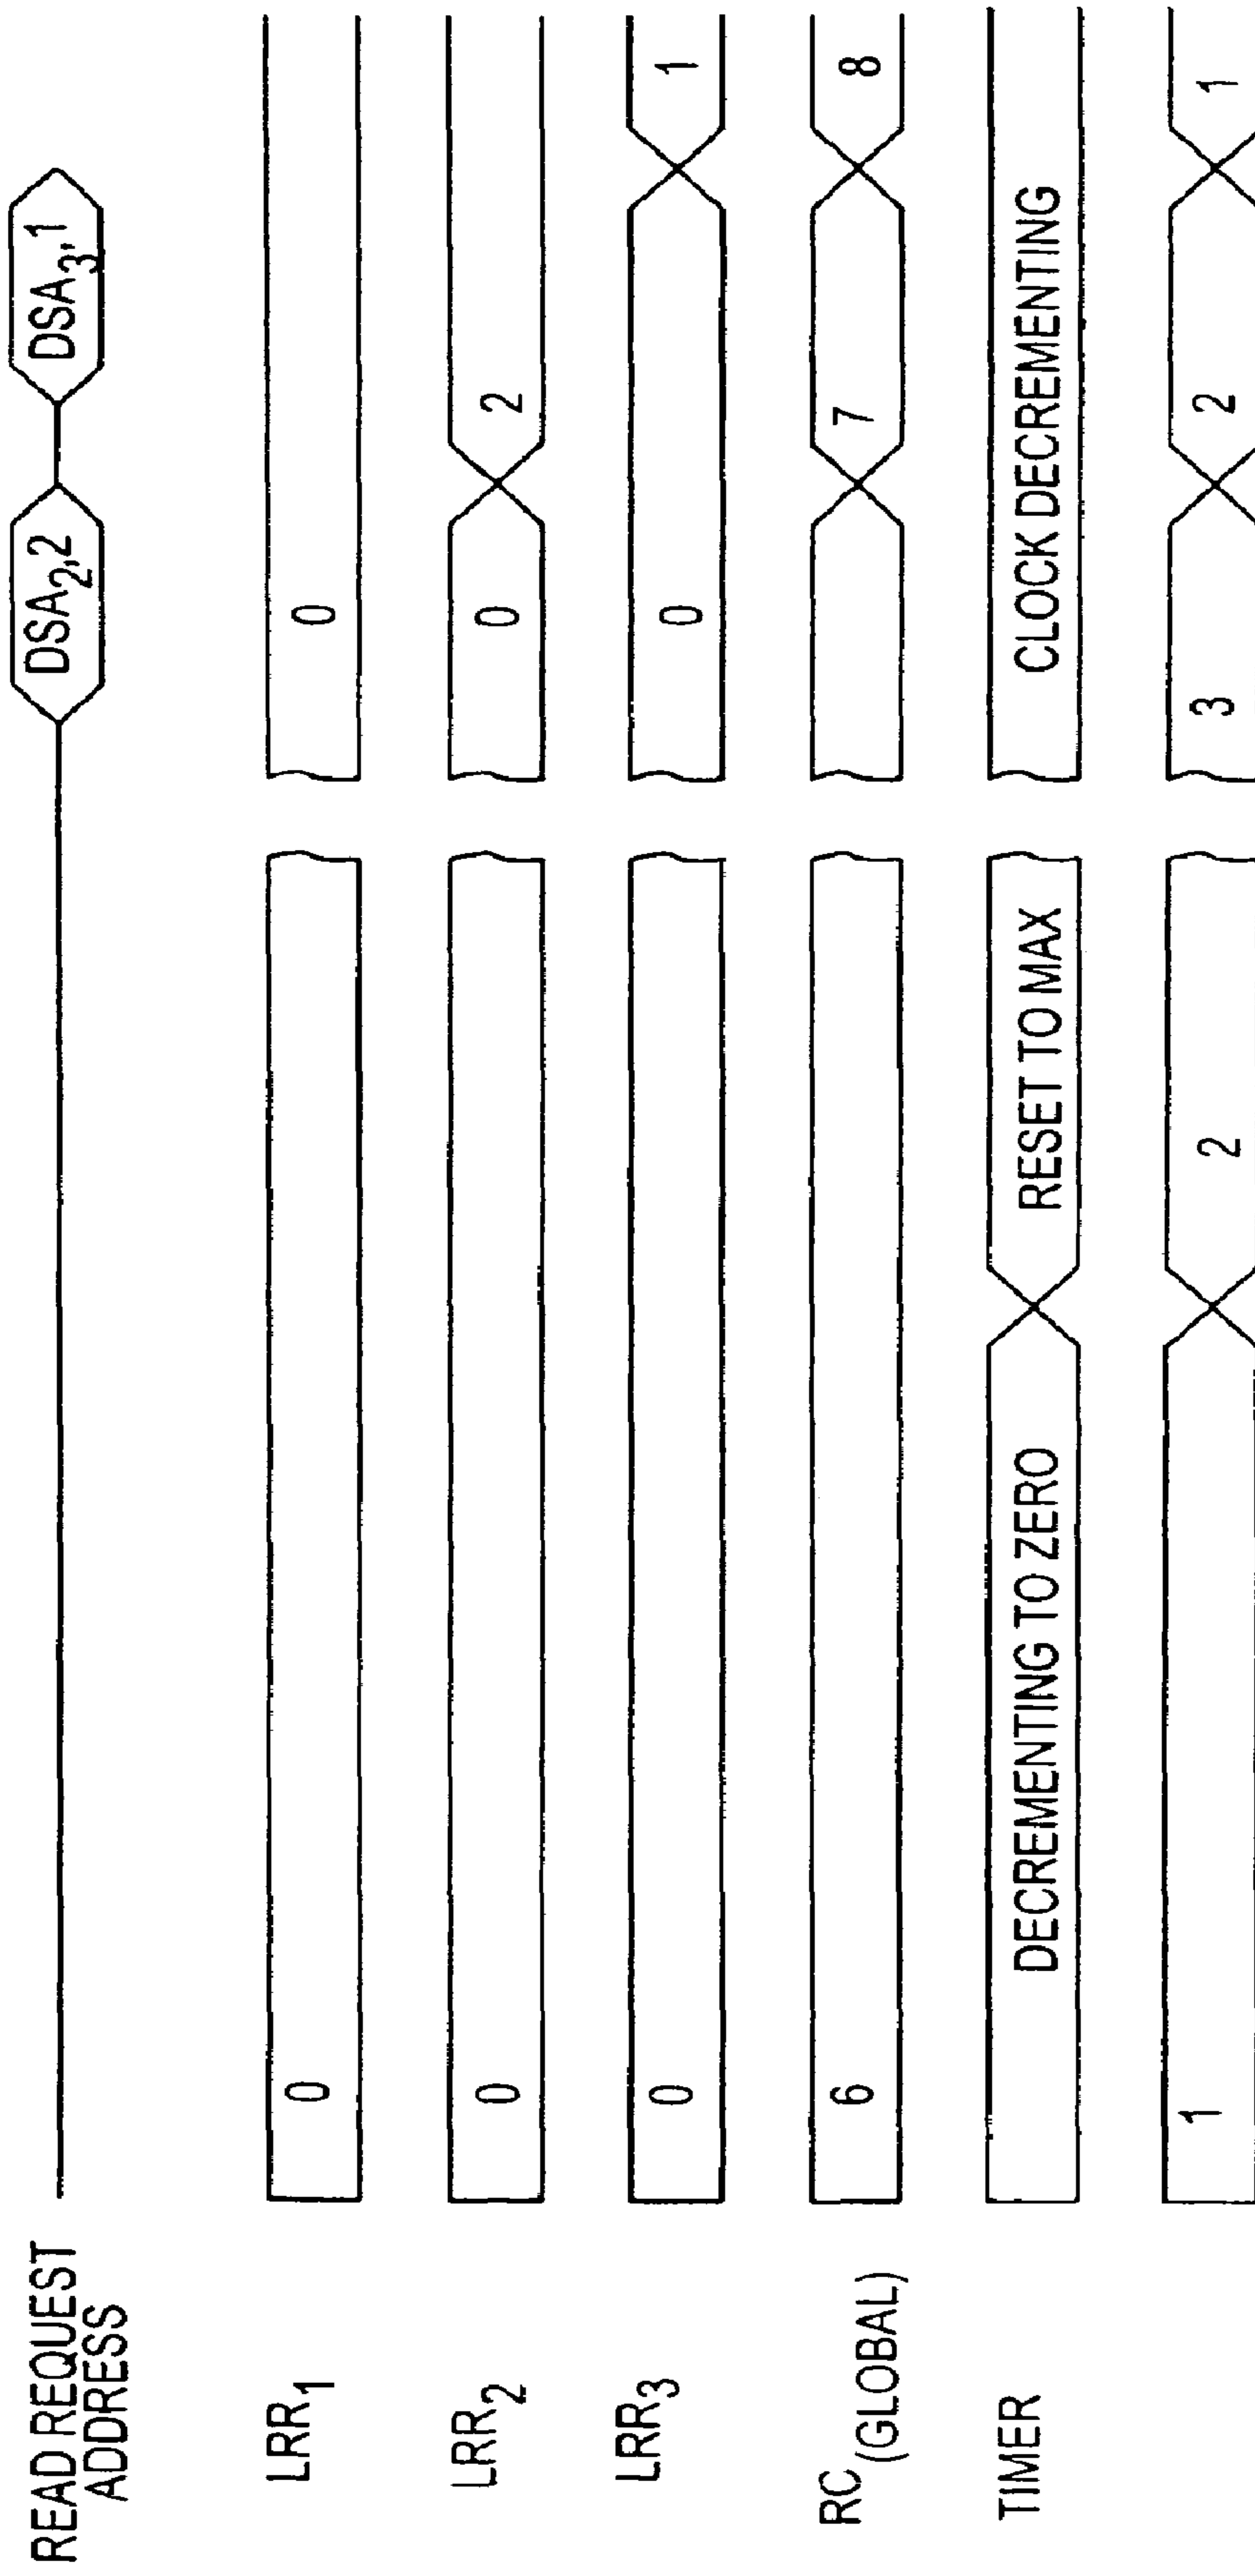 READ REQUEST
ADDRESS
DSA2,2
DSA3,1
LRR1
0
0
LRR2
0
0
2
LRR3
0
0
1
RC(GLOBAL)
6
7
8
TIMER
DECREMENTING TO ZERO
RESET TO MAX
CLOCK DECREMENTING
1
2
3
2
1